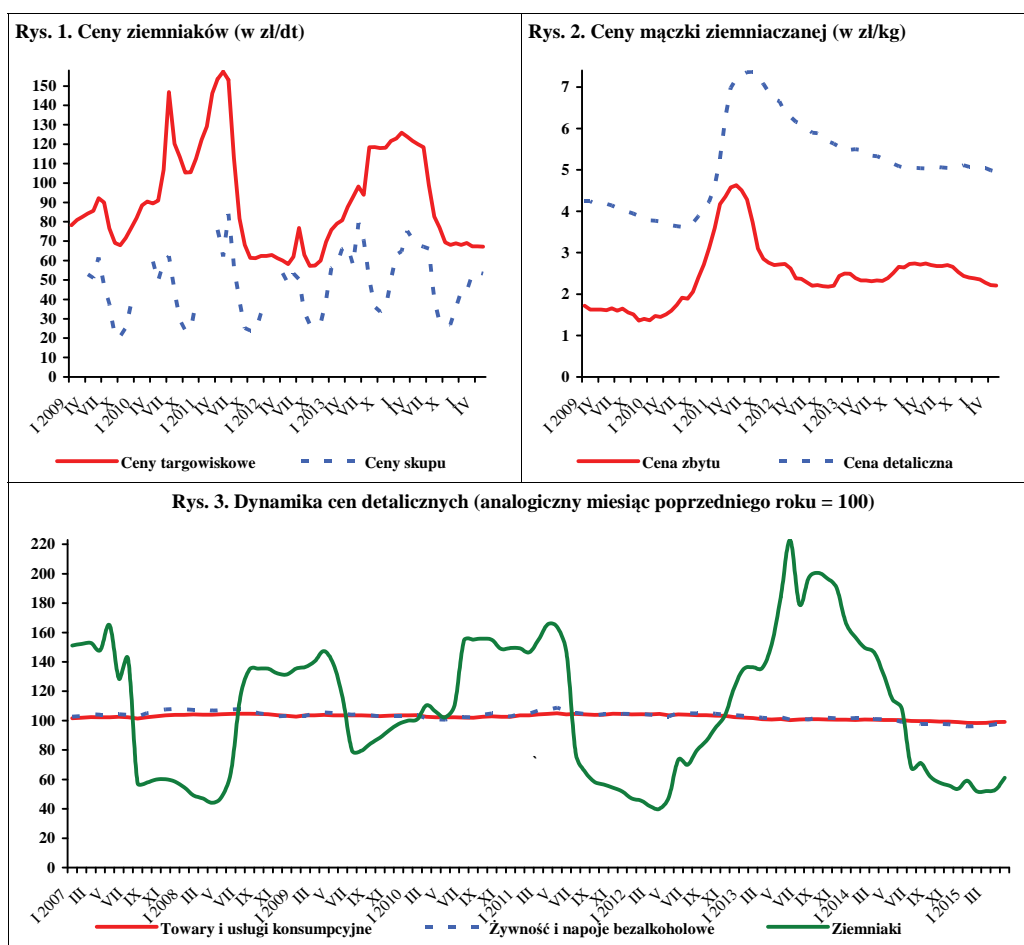 Rys. 1. Ceny ziemniaków (w zł/dt)
150
140
130
120
110
100
90
80
70
60
50
40
30
20
10
0
I 2009
IV
VII
X
I 2010
IV
VII
X
I 2011
IV
VII
X
I 2012
IV
VII
X
I 2013
IV
VII
X
I
IV
VII
X
I
IV
Ceny targowiskowe
Ceny skupu
Rys. 2. Ceny mączki ziemniaczanej (w zł/kg)
7
6
5
4
3
2
1
0
I 2009
IV
VII
X
I 2010
IV
VII
X
I 2011
IV
VII
X
I 2012
IV
VII
X
I 2013
IV
VII
X
I
IV
VII
X
I
IV
Cena zbytu
Cena detaliczna
Rys. 3. Dynamika cen detalicznych (analogiczny miesiąc poprzedniego roku = 100)
220
200
180
160
140
120
100
80
60
40
20
0
I 2007
III
V
VII
IX
XI
I 2008
III
V
VII
IX
XI
I 2009
III
V
VII
IX
XI
I 2010
III
V
VII
IX
XI
I 2011
III
V
VII
IX
XI
I 2012
III
V
VII
IX
XI
I 2013
III
V
VII
IX
XI
I 2014
III
V
VII
IX
XI
I 2015
III
Towary i usługi konsumpcyjne
Żywność i napoje bezalkoholowe
Ziemniaki